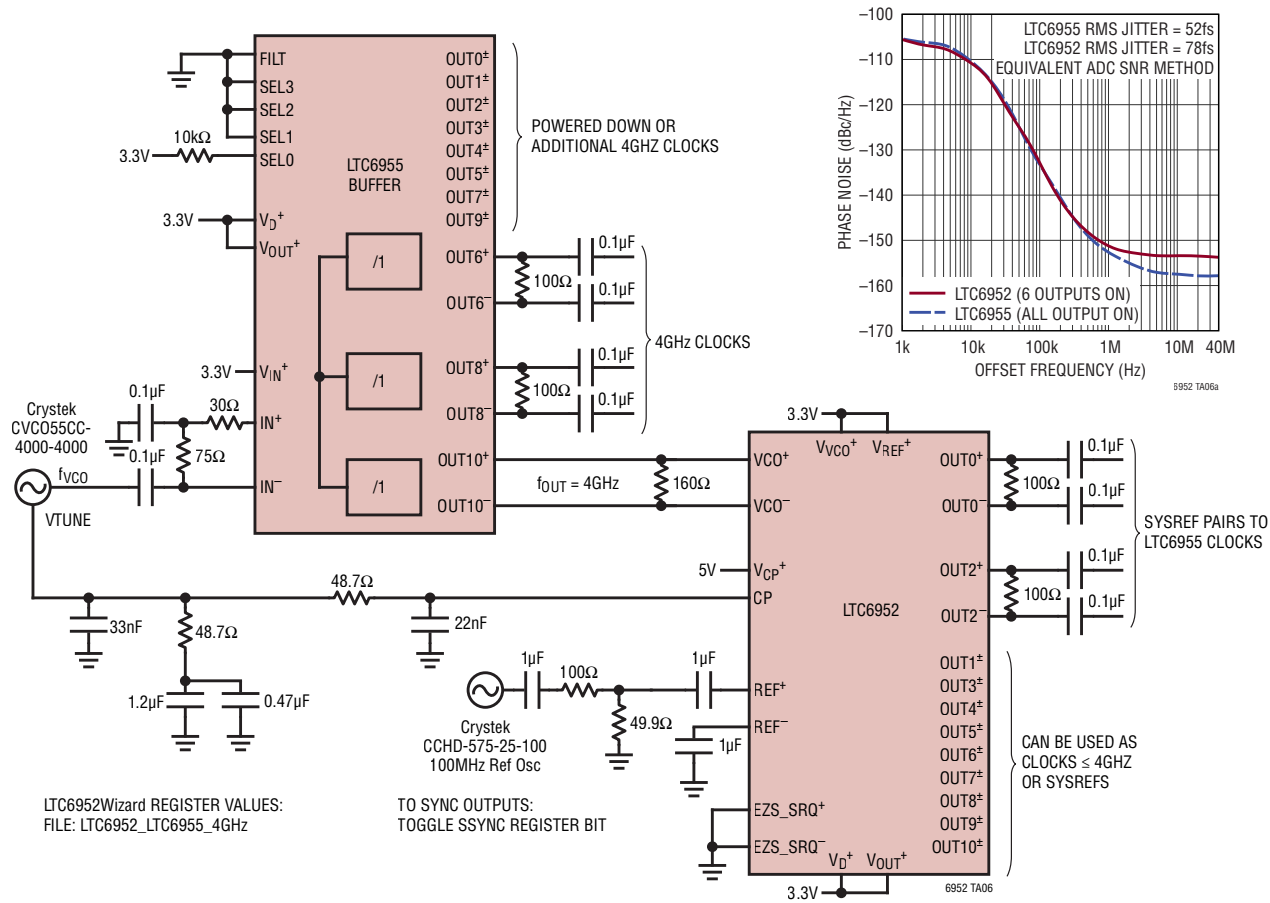 FILT
SEL3
SEL2
SEL1
SEL0
10kΩ
3.3V
3.3V
VD+
VOUT+
LTC6955
BUFFER
OUT0±
OUT1±
OUT2±
OUT3±
OUT4±
OUT5±
OUT7±
OUT9±
POWERED DOWN OR
ADDITIONAL 4GHZ CLOCKS
/1
/1
/1
OUT6+
OUT6–
100Ω
0.1µF
0.1µF
OUT8+
OUT8–
100Ω
0.1µF
0.1µF
4GHz CLOCKS
3.3V
VIN+
0.1µF
30Ω
IN+
75Ω
0.1µF
IN–
Crystek
CVCO55CC-
4000-4000
fVCO
VTUNE
OUT10+
OUT10–
fOUT = 4GHz
160Ω
–100
–110
–120
–130
–140
–150
–160
–170
PHASE NOISE (dBc/Hz)
LTC6955 RMS JITTER = 52fs
LTC6952 RMS JITTER = 78fs
EQUIVALENT ADC SNR METHOD
LTC6952 (6 OUTPUTS ON)
LTC6955 (ALL OUTPUT ON)
1k
10k
100k
1M
10M
40M
OFFSET FREQUENCY (Hz)
6952 TA06a
3.3V
VVCO+
VREF+
VCO+
VCO–
5V
VCP+
CP
LTC6952
OUT0+
OUT0–
100Ω
0.1µF
0.1µF
OUT2+
OUT2–
100Ω
0.1µF
0.1µF
SYSREF PAIRS TO
LTC6955 CLOCKS
48.7Ω
33nF
48.7Ω
22nF
1.2µF
0.47µF
1µF
100Ω
1µF
REF+
49.9Ω
REF–
1µF
Crystek
CCHD-575-25-100
100MHz Ref Osc
OUT1±
OUT3±
OUT4±
OUT5±
OUT6±
OUT7±
OUT8±
OUT9±
OUT10±
CAN BE USED AS
CLOCKS ≤ 4GHZ
OR SYSREFS
LTC6952Wizard REGISTER VALUES:
FILE: LTC6952_LTC6955_4GHz
TO SYNC OUTPUTS:
TOGGLE SSYNC REGISTER BIT
EZS_SRQ+
EZS_SRQ–
VD+
VOUT+
3.3V
6952 TA06